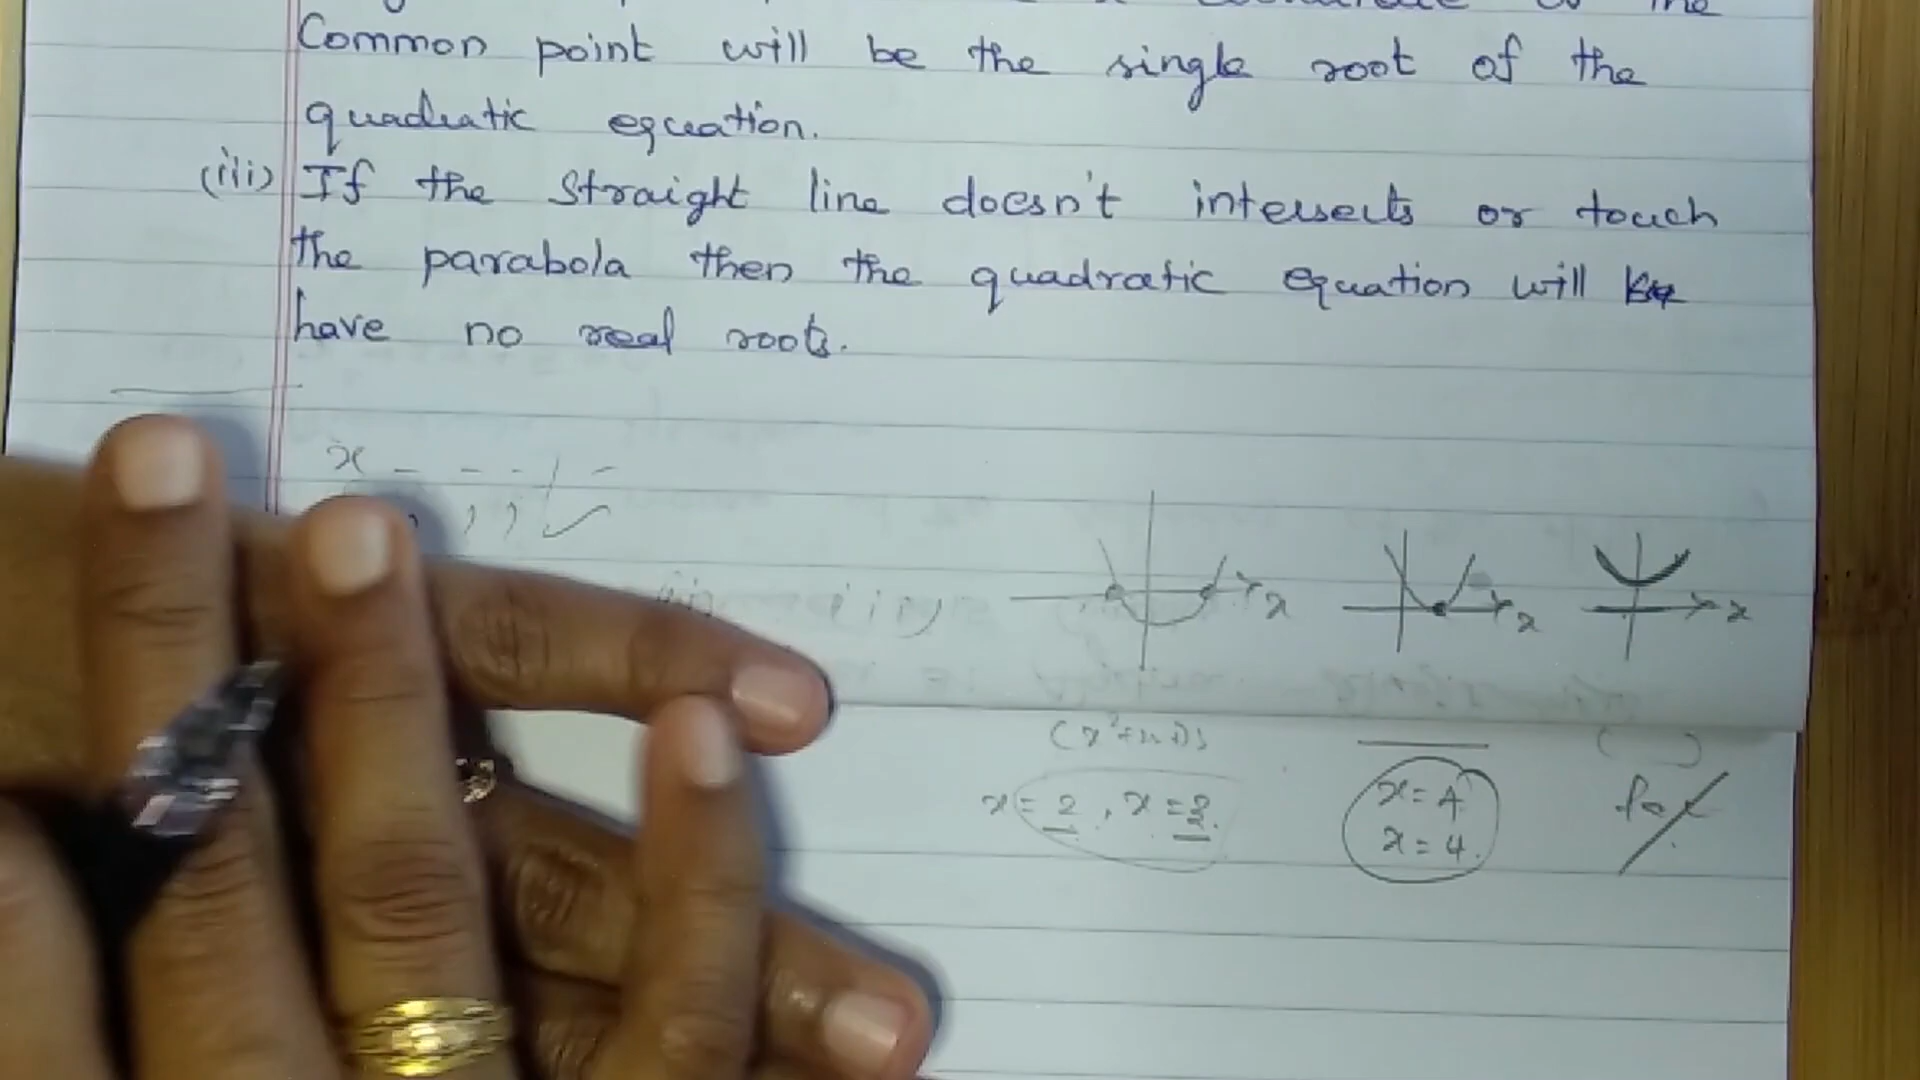 Common point will be the single root of the
quadratic equation.
(iii) If the straight line doesn't intersects or touch
the parabola then the quadratic equation will
have no real roots.
x
x x x
x = 2, x = 3.
x = 4
x = 4.